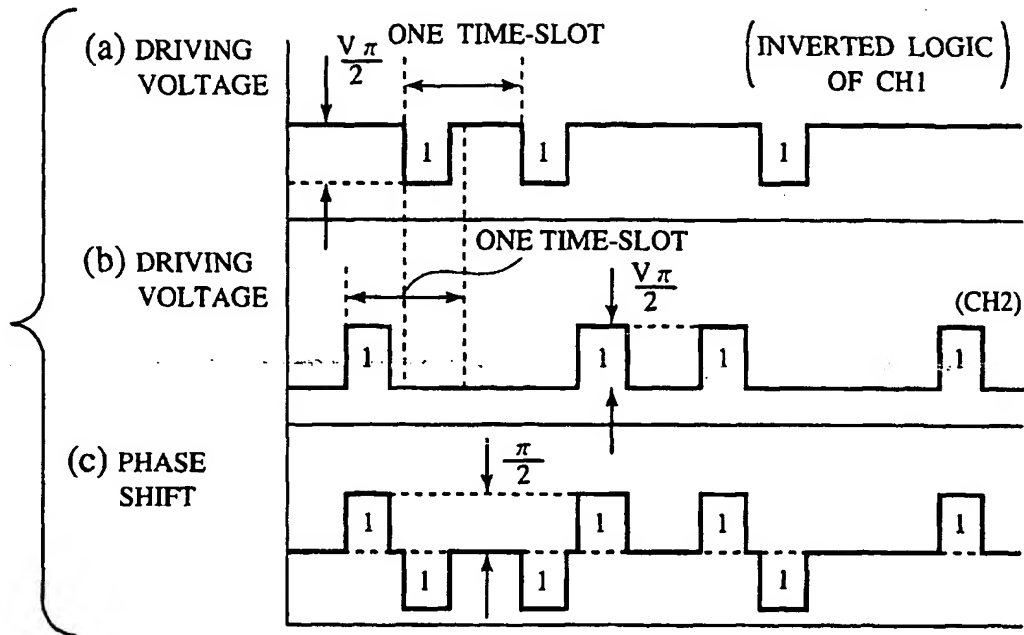 (a) DRIVING
VOLTAGE
Vπ
2
ONE TIME-SLOT
(INVERTED LOGIC
OF CH1)
1 1 1
(b) DRIVING
VOLTAGE
ONE TIME-SLOT
Vπ
2
(CH2)
1 1 1 1
(c) PHASE
SHIFT
π
2
1 1 1 1
1 1 1